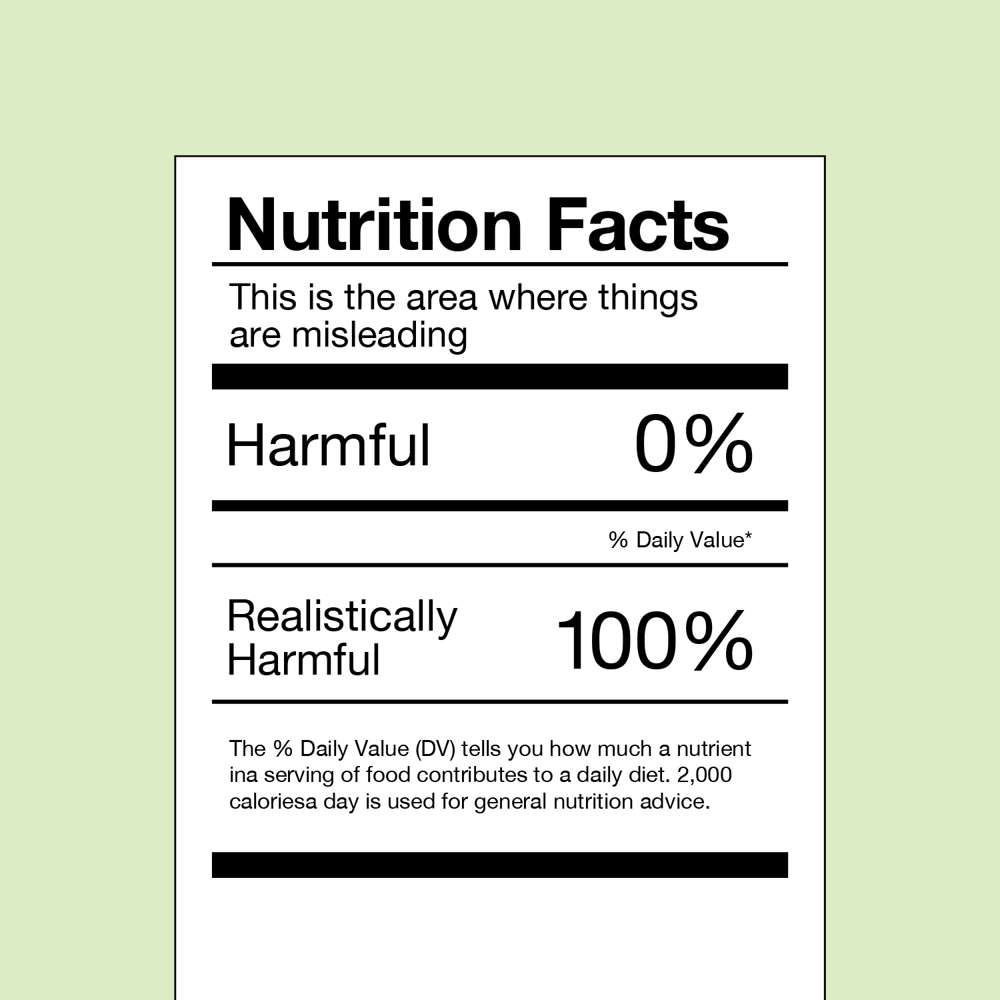 Nutrition Facts
This is the area where things
are misleading
Harmful 0%
% Daily Value*
Realistically
Harmful 100%
The % Daily Value (DV) tells you how much a nutrient
ina serving of food contributes to a daily diet. 2,000
caloriesa day is used for general nutrition advice.